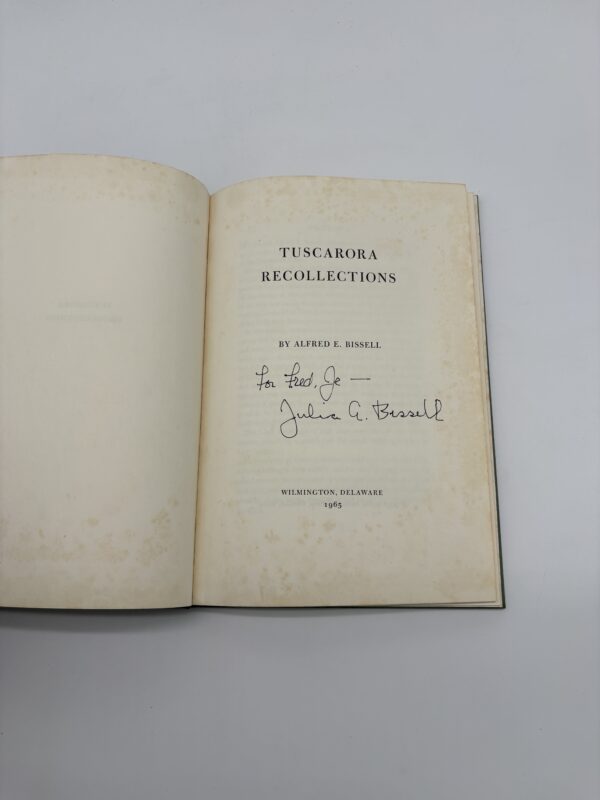 TUSCARORA
RECOLLECTIONS
BY ALFRED E. BISSELL
For Fred, Jr —
Julia A. Bissell
WILMINGTON, DELAWARE
1965